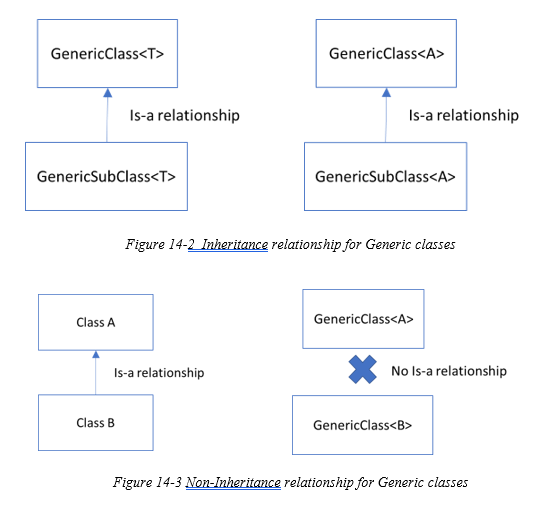 GenericClass<T>
GenericClass<A>
Is-a relationship
Is-a relationship
GenericSubClass<T>
GenericSubClass<A>
Figure 14-2  Inheritance relationship for Generic classes
Class A
GenericClass<A>
Is-a relationship
No Is-a relationship
Class B
GenericClass<B>
Figure 14-3 Non-Inheritance relationship for Generic classes